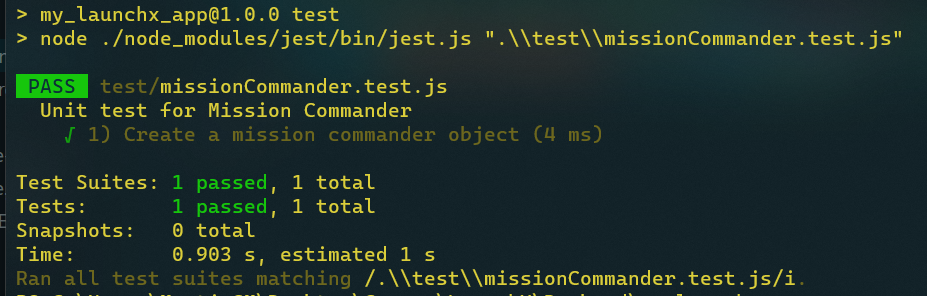 > my_launchx_app@1.0.0 test
> node ./node_modules/jest/bin/jest.js ".\\test\\missionCommander.test.js"
PASS test/missionCommander.test.js
Unit test for Mission Commander
√ 1) Create a mission commander object (4 ms)
Test Suites: 1 passed, 1 total
Tests: 1 passed, 1 total
Snapshots: 0 total
Time: 0.903 s, estimated 1 s
Ran all test suites matching /.\\test\\missionCommander.test.js/i.